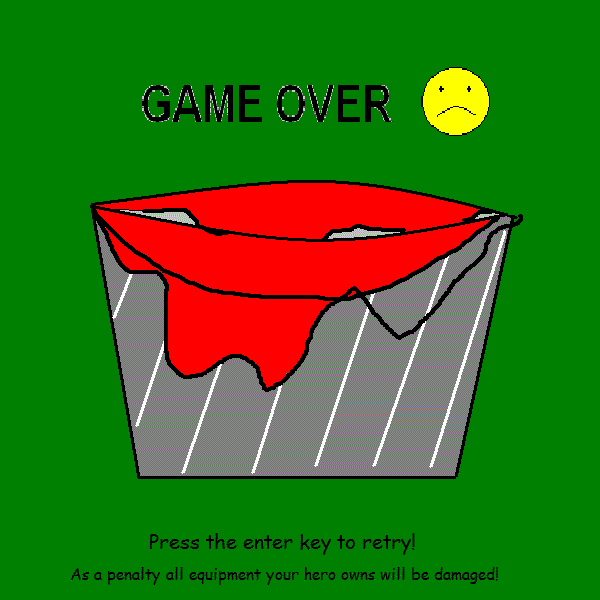 GAME OVER
Press the enter key to retry!
As a penalty all equipment your hero owns will be damaged!